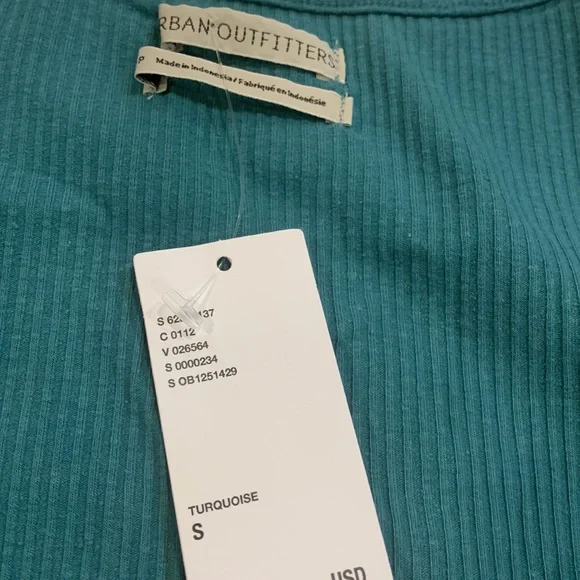 RBAN OUTFITTERS
P Made in Indonesia / Fabriqué en Indonésie
S
C 0112
V 026564
S 0000234
S OB1251429
TURQUOISE
S
USD